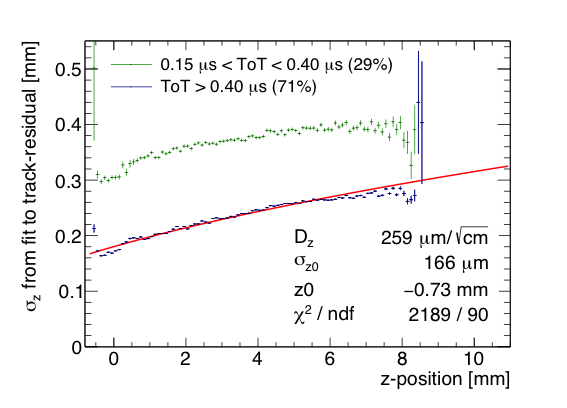 0.5
0.4
0.3
0.2
0.1
0
σz from fit to track-residual [mm]
0.15 μs < ToT < 0.40 μs (29%)
ToT > 0.40 μs (71%)
Dz 259 μm/√cm
σz0 166 μm
z0 −0.73 mm
χ² / ndf 2189 / 90
0 2 4 6 8 10
z-position [mm]